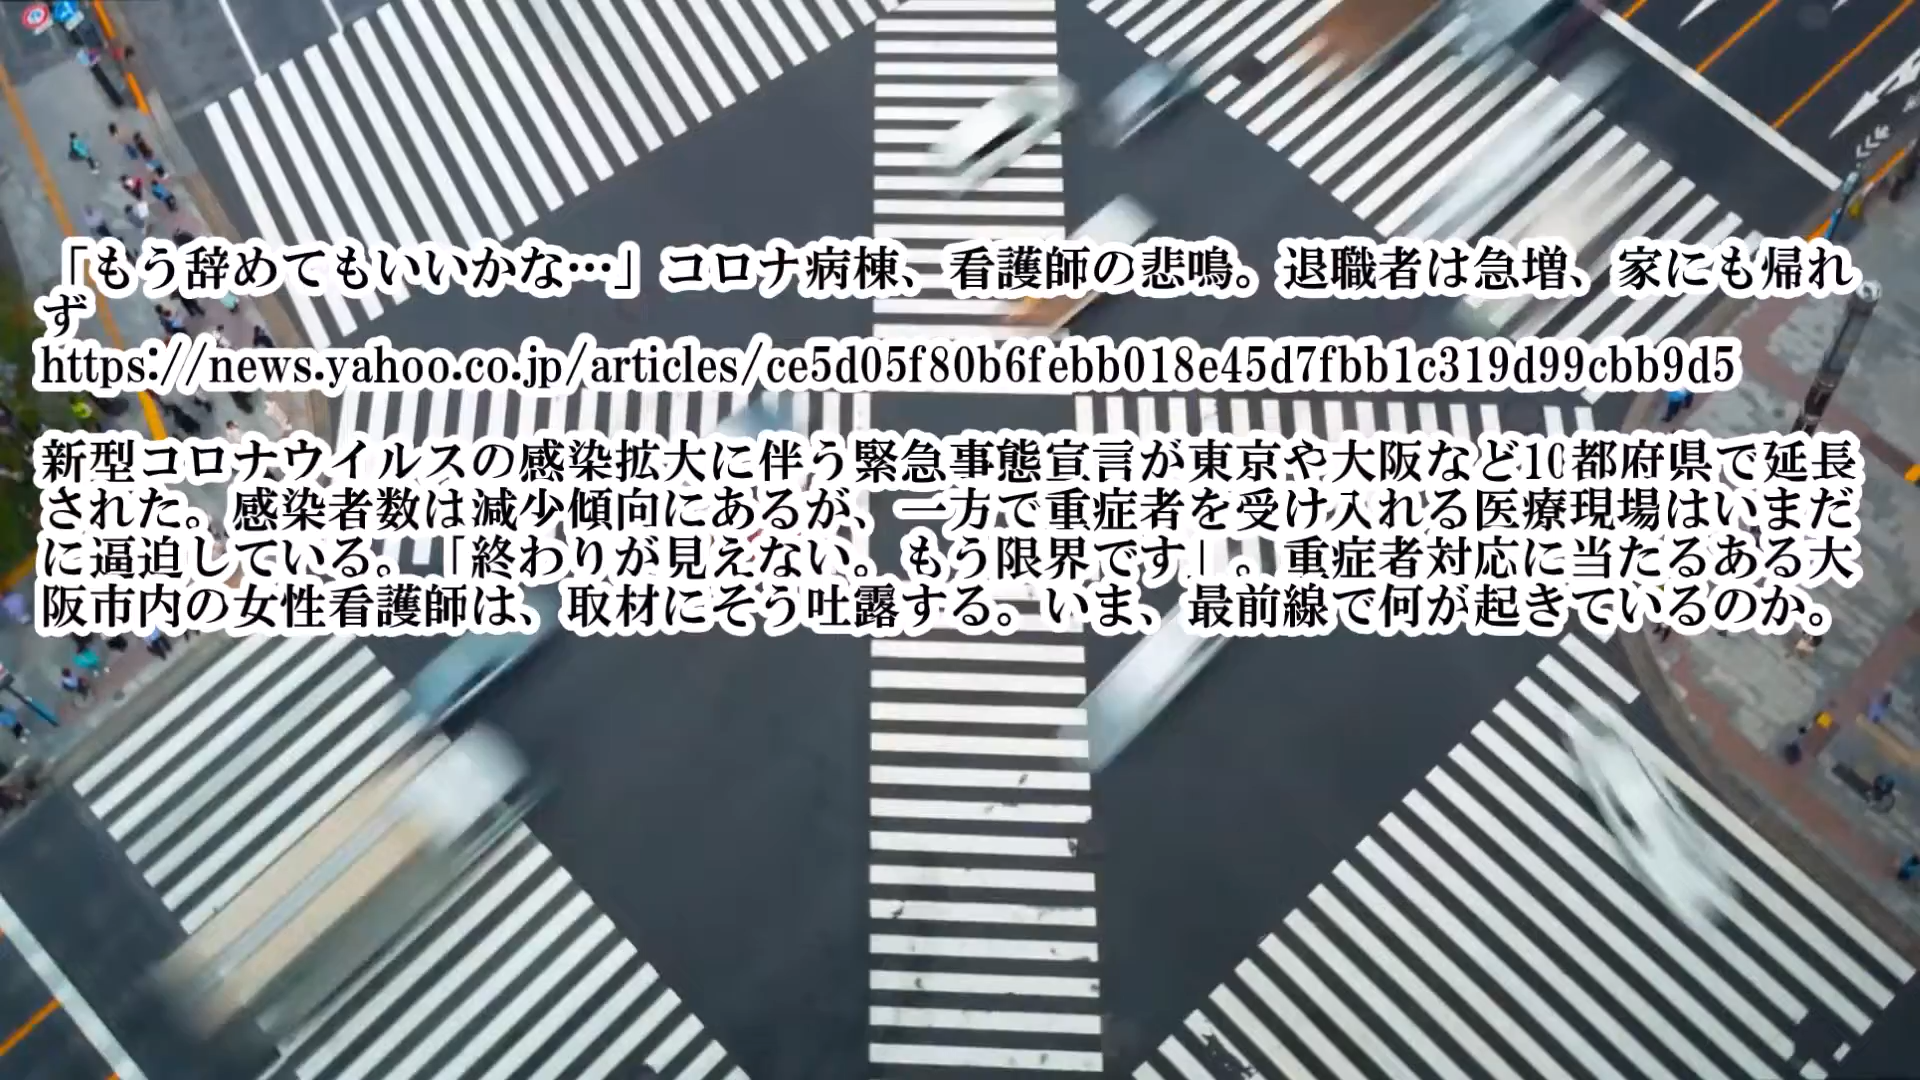 「もう辞めてもいいかな…」コロナ病棟、看護師の悲鳴。退職者は急増、家にも帰れ
ず
https://news.yahoo.co.jp/articles/ce5d05f80b6febb018e45d7fbb1c319d99cbb9d5
新型コロナウイルスの感染拡大に伴う緊急事態宣言が東京や大阪など10都府県で延長
された。感染者数は減少傾向にあるが、一方で重症者を受け入れる医療現場はいまだ
に逼迫している。「終わりが見えない。もう限界です」。重症者対応に当たるある大
阪市内の女性看護師は、取材にそう吐露する。いま、最前線で何が起きているのか。